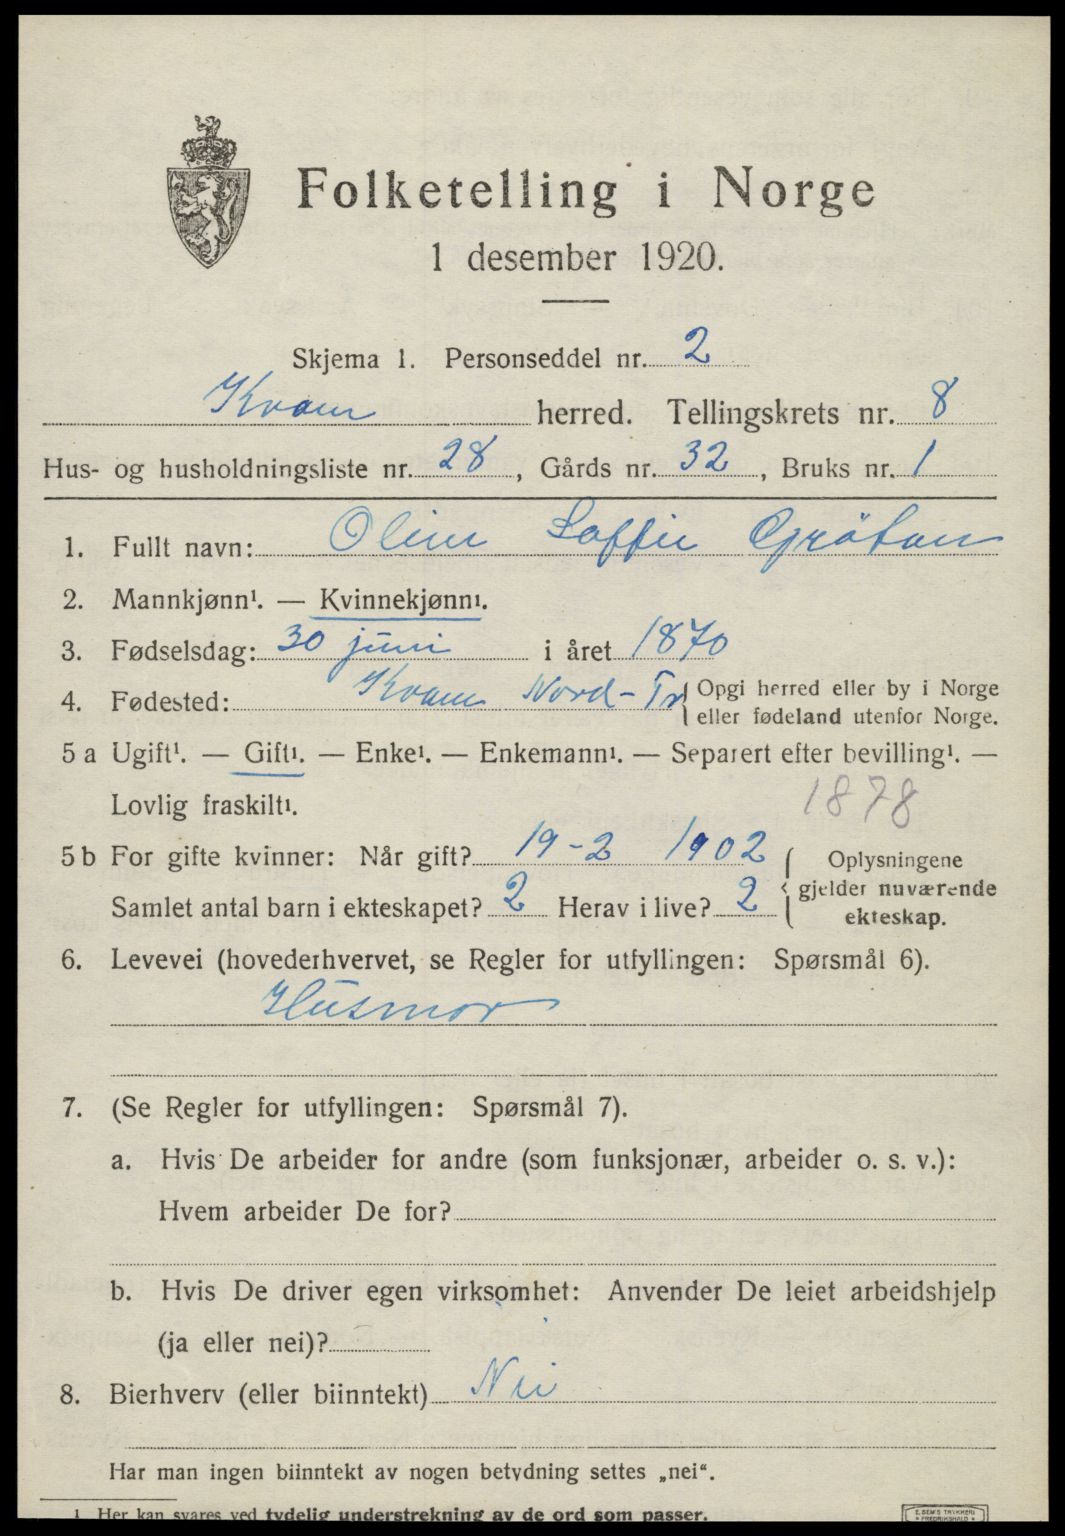 Folketelling i Norge
1 desember 1920.
Skjema 1. Personseddel nr. 2
Kvam herred. Tellingskrets nr. 8
Hus- og husholdningsliste nr. 28, Gårds nr. 32, Bruks nr. 1
1. Fullt navn: Oline Soffie Gröton
2. Mannkjønn¹. — Kvinnekjønn¹.
3. Fødselsdag: 30 juni i året 1870
4. Fødested: Kvam Nord-Tr { Opgi herred eller by i Norge
eller fødeland utenfor Norge.
5 a Ugift¹. — Gift¹. — Enke¹. — Enkemann¹. — Separert efter bevilling¹. —
Lovlig fraskilt¹. 1878
5 b For gifte kvinner: Når gift? 19-2 1902 { Oplysningene
gjelder nuværende
Samlet antal barn i ekteskapet? 2 Herav i live? 2
ekteskap.
6. Levevei (hovederhvervet, se Regler for utfyllingen: Spørsmål 6).
Husmor
7. (Se Regler for utfyllingen: Spørsmål 7).
a. Hvis De arbeider for andre (som funksjonær, arbeider o. s. v.):
Hvem arbeider De for?
b. Hvis De driver egen virksomhet: Anvender De leiet arbeidshjelp
(ja eller nei)?
8. Bierhverv (eller biinntekt) Nei
Har man ingen biinntekt av nogen betydning settes „nei“.
1 Her kan svares ved tydelig understrekning av de ord som passer.
E. SEM'S TRYKKERI
FREDRIKSHALD